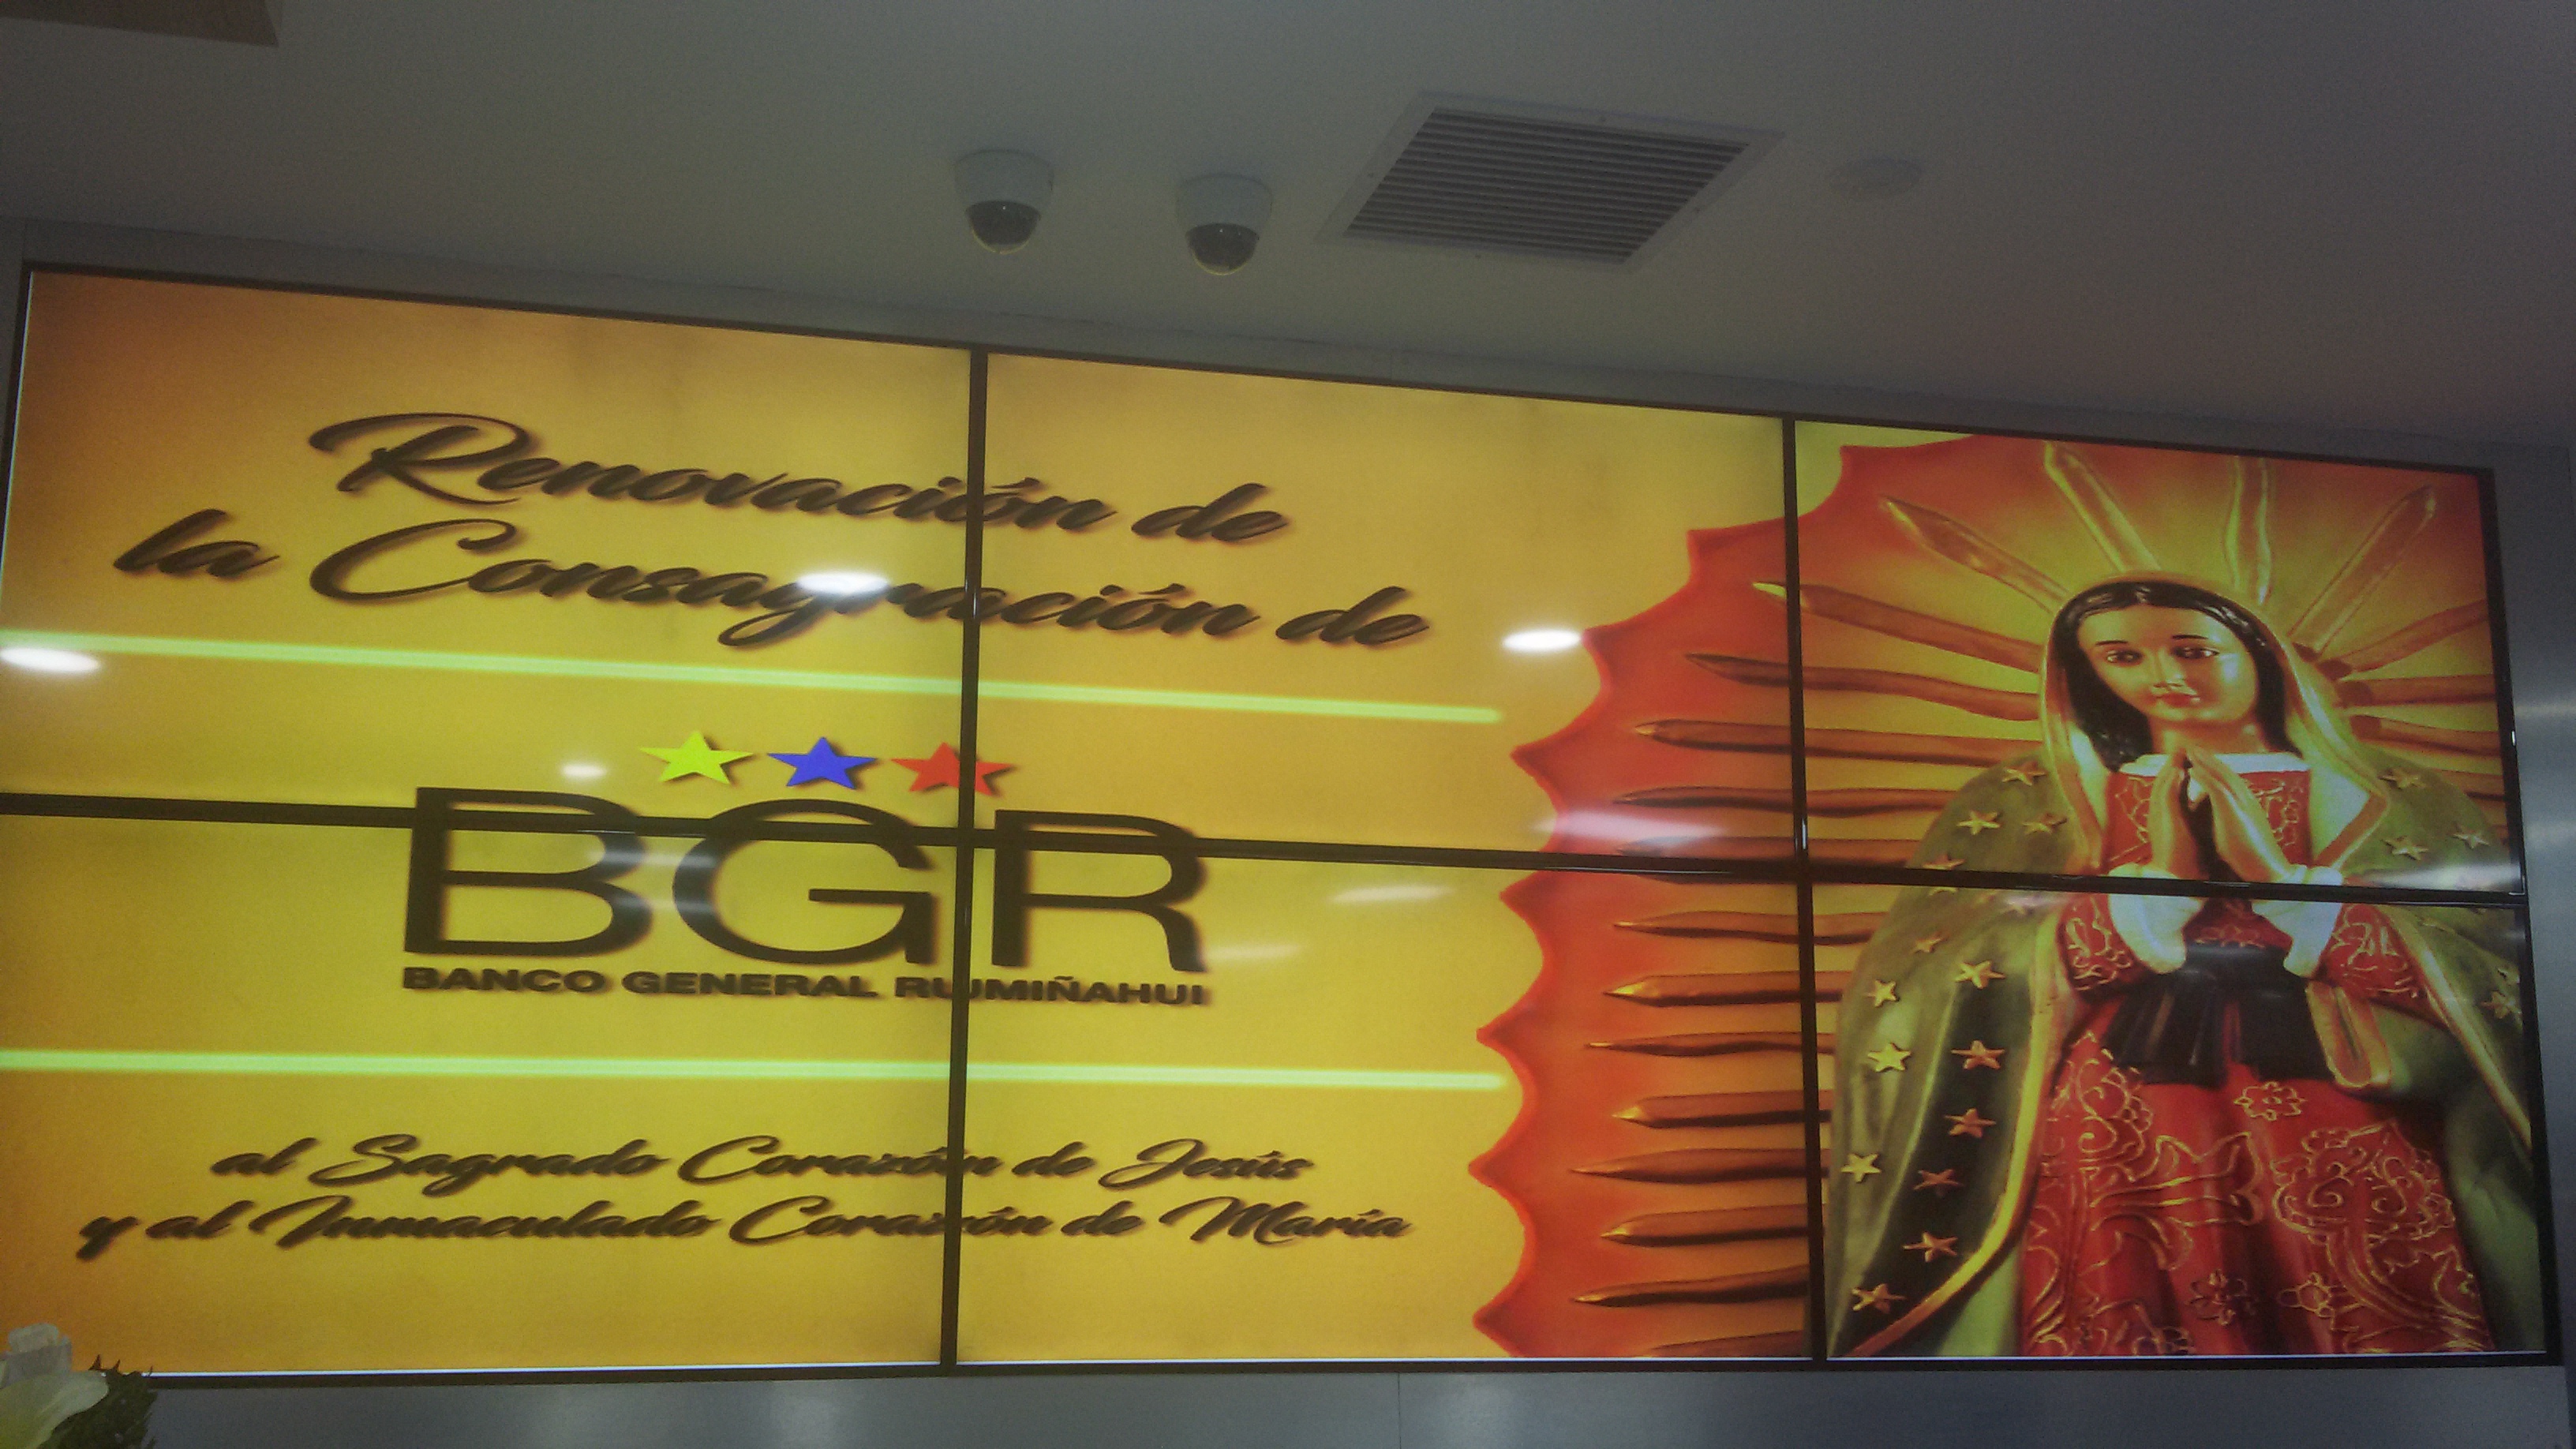 Renovación de
la Consagración de
BGR
BANCO GENERAL RUMIÑAHUI
al Sagrado Corazón de Jesús
y al Inmaculado Corazón de María